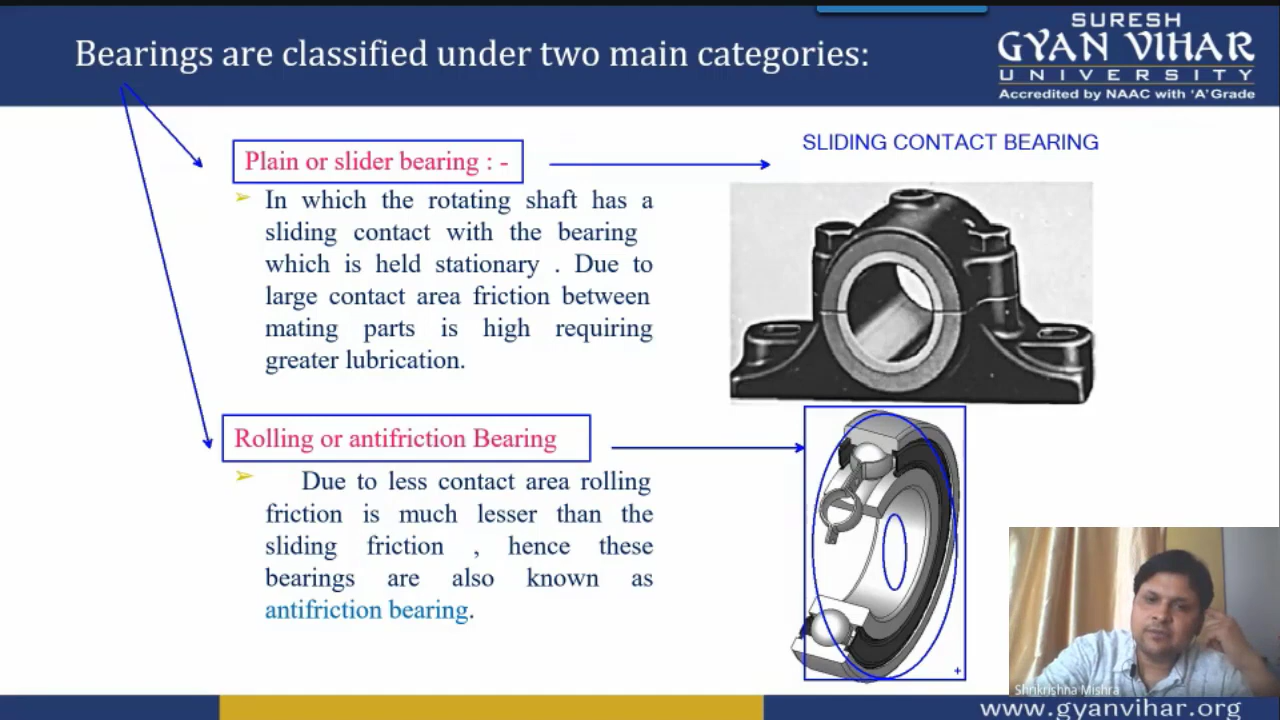 Bearings are classified under two main categories:
SURESH
GYAN VIHAR
UNIVERSITY
Accredited by NAAC with 'A' Grade
Plain or slider bearing : -
SLIDING CONTACT BEARING
➢ In which the rotating shaft has a
sliding contact with the bearing
which is held stationary . Due to
large contact area friction between
mating parts is high requiring
greater lubrication.
Rolling or antifriction Bearing
➢ Due to less contact area rolling
friction is much lesser than the
sliding friction , hence these
bearings are also known as
antifriction bearing.
Shrikrishna Mishra
www.gyanvihar.org